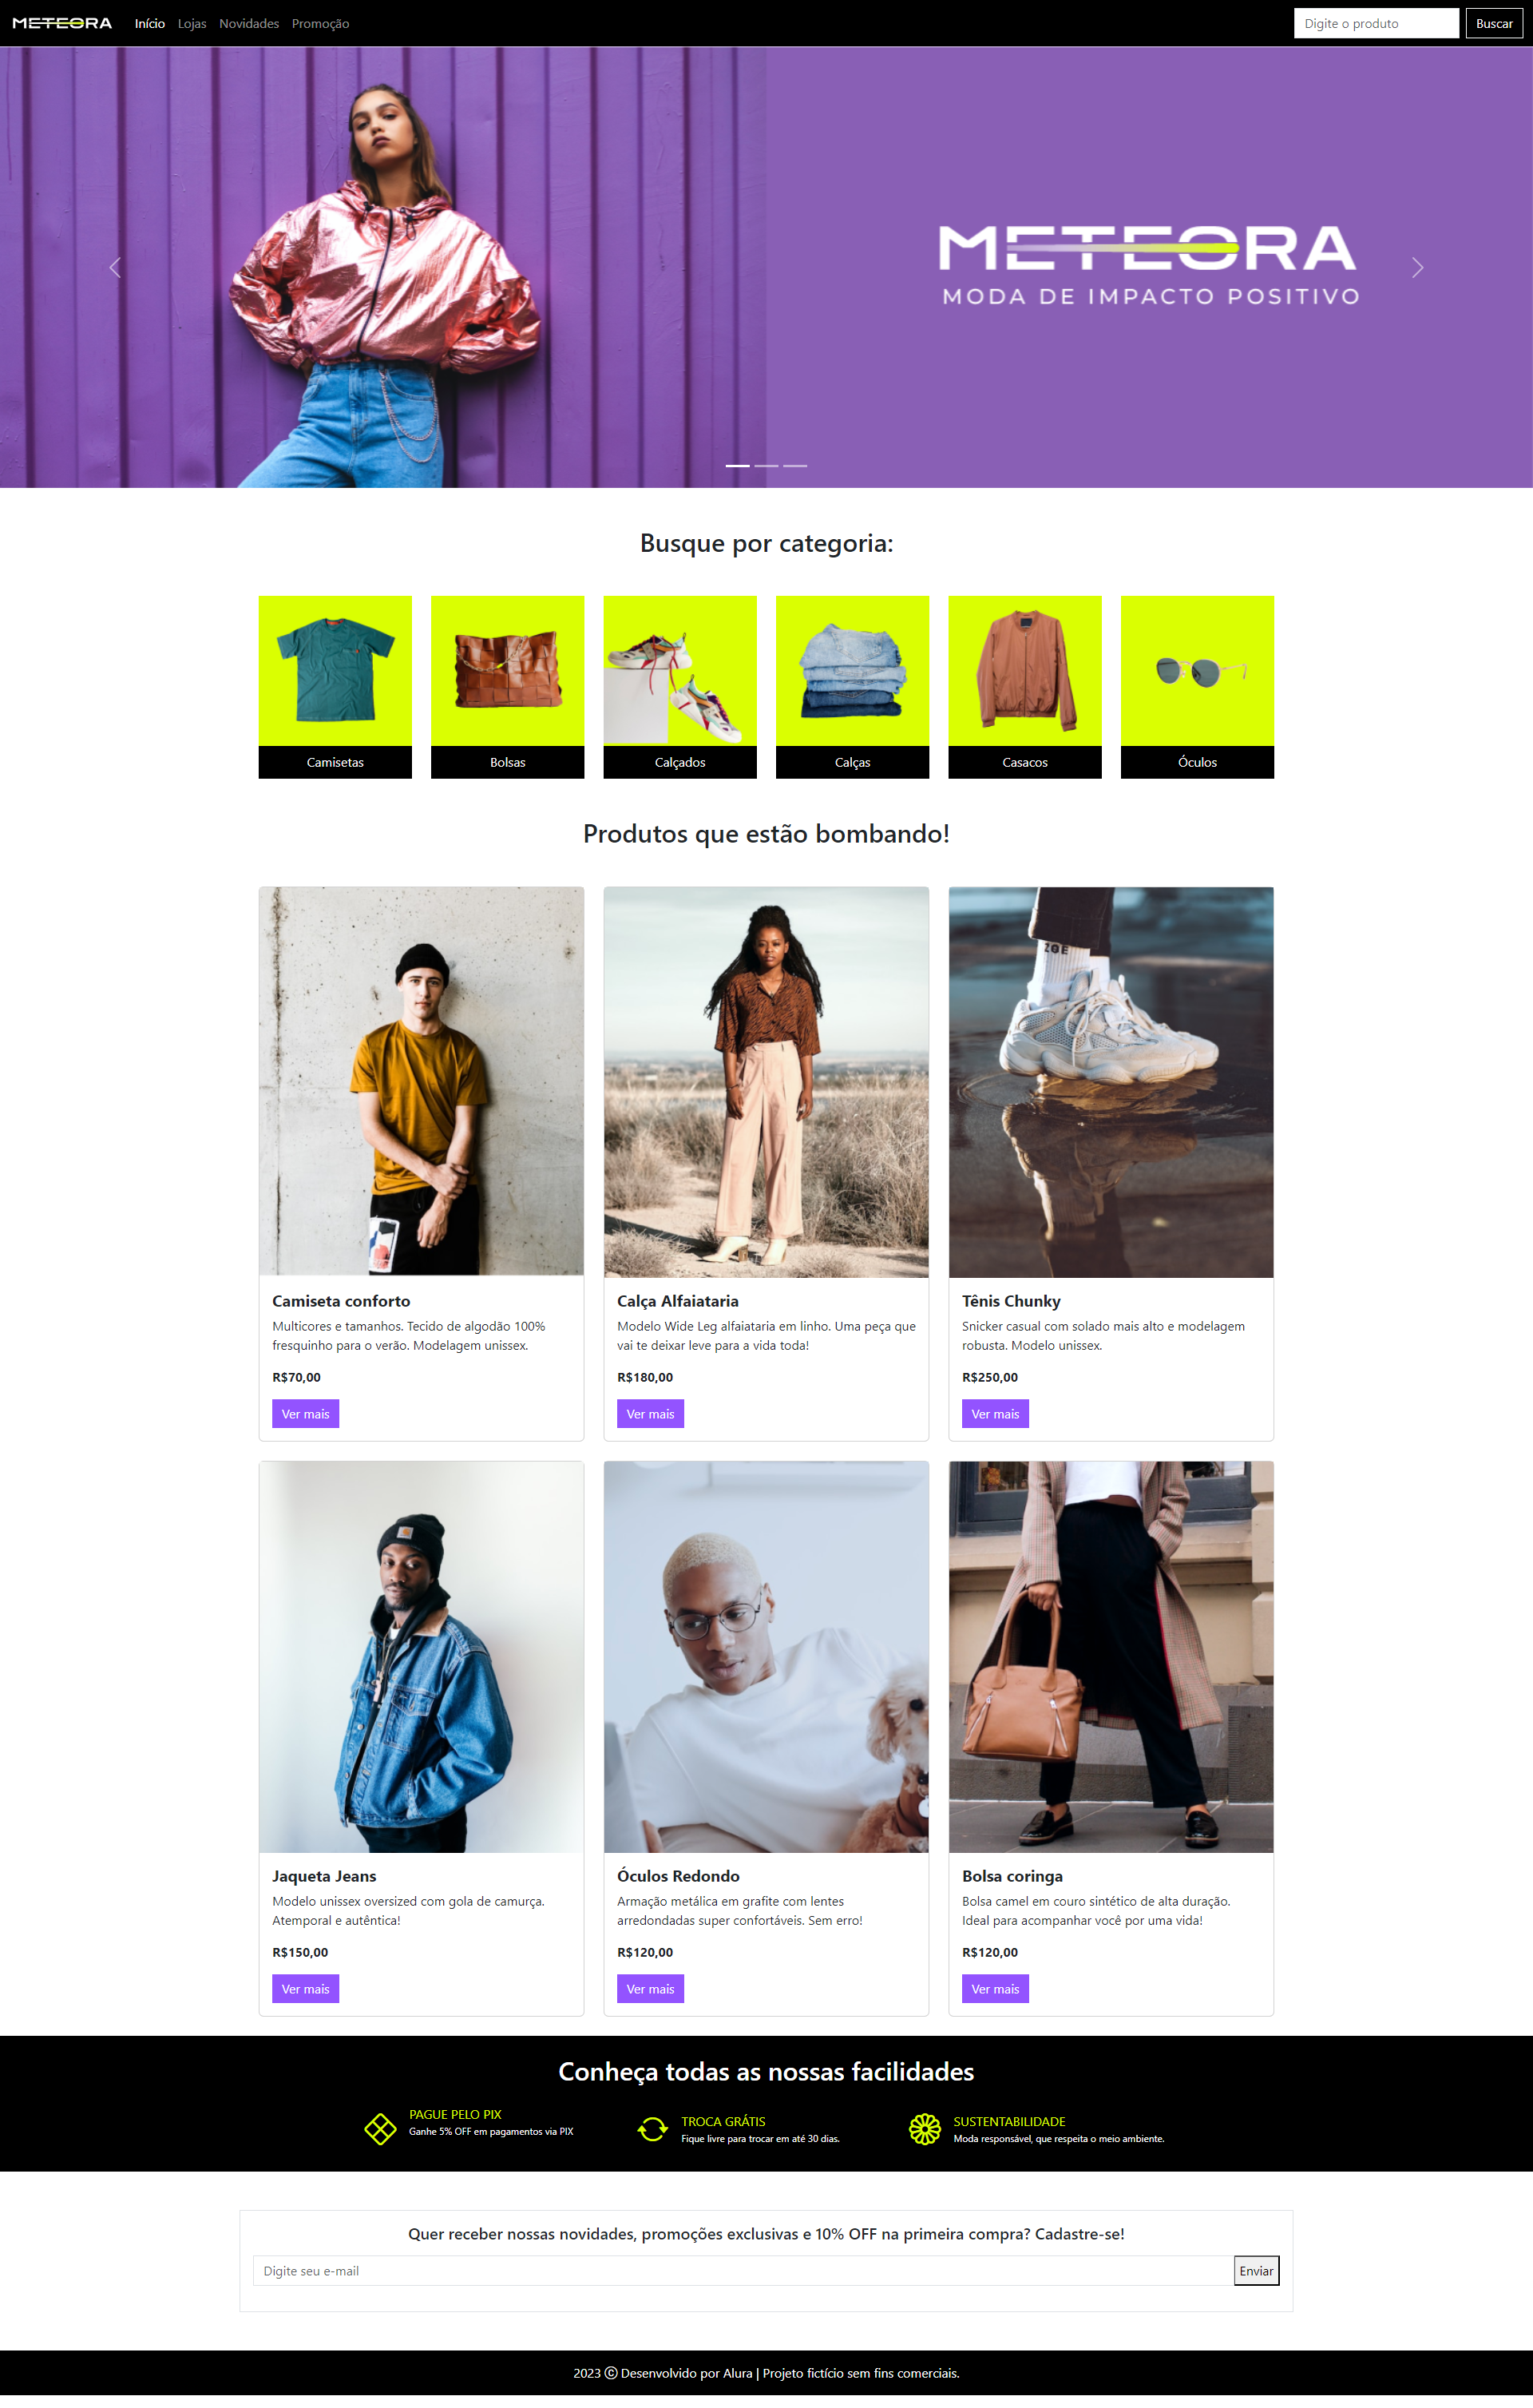 METEORA
Início
Lojas
Novidades
Promoção
Digite o produto
Buscar
METEORA
MODA DE IMPACTO POSITIVO
Busque por categoria:
Camisetas
Bolsas
Calçados
Calças
Casacos
Óculos
Produtos que estão bombando!
ZOE
Camiseta conforto
Multicores e tamanhos. Tecido de algodão 100%
fresquinho para o verão. Modelagem unissex.
R$70,00
Ver mais
Calça Alfaiataria
Modelo Wide Leg alfaiataria em linho. Uma peça que
vai te deixar leve para a vida toda!
R$180,00
Ver mais
Tênis Chunky
Snicker casual com solado mais alto e modelagem
robusta. Modelo unissex.
R$250,00
Ver mais
Jaqueta Jeans
Modelo unissex oversized com gola de camurça.
Atemporal e autêntica!
R$150,00
Ver mais
Óculos Redondo
Armação metálica em grafite com lentes
arredondadas super confortáveis. Sem erro!
R$120,00
Ver mais
Bolsa coringa
Bolsa camel em couro sintético de alta duração.
Ideal para acompanhar você por uma vida!
R$120,00
Ver mais
Conheça todas as nossas facilidades
PAGUE PELO PIX
Ganhe 5% OFF em pagamentos via PIX
TROCA GRÁTIS
Fique livre para trocar em até 30 dias.
SUSTENTABILIDADE
Moda responsável, que respeita o meio ambiente.
Quer receber nossas novidades, promoções exclusivas e 10% OFF na primeira compra? Cadastre-se!
Digite seu e-mail
Enviar
2023 © Desenvolvido por Alura | Projeto fictício sem fins comerciais.